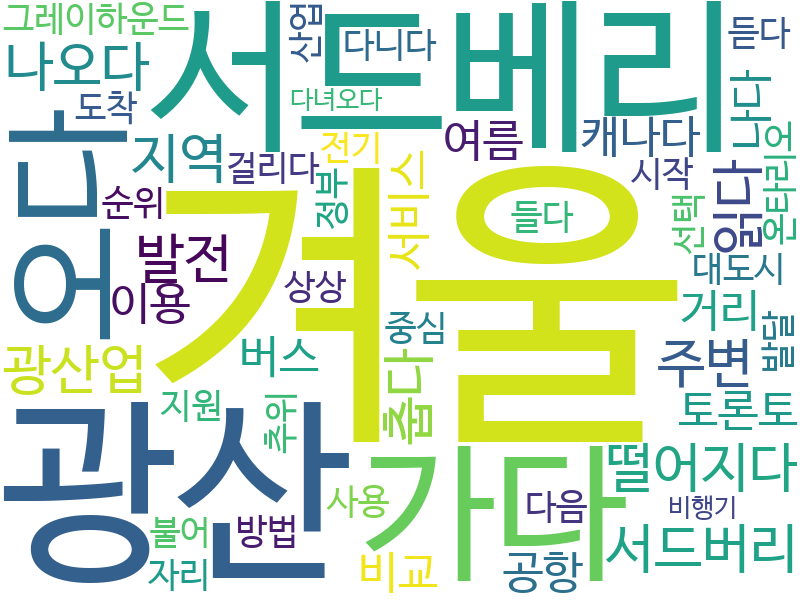 그레이하운드
산업
서드베리
듣다
나오다
다니다
다녀오다
도착
오다
지역
걸리다
전기
여름
캐나다
나다
시작
온타리오
순위
정부
서비스
들다
선택
읽다
발전
겨울
이용
상상
대도시
거리
중심
발달
버스
광산업
주변
춥다
지원
추위
토론토
광산
가다
떨어지다
사용
다음
비행기
불어
방법
서드버리
자리
비교
공항